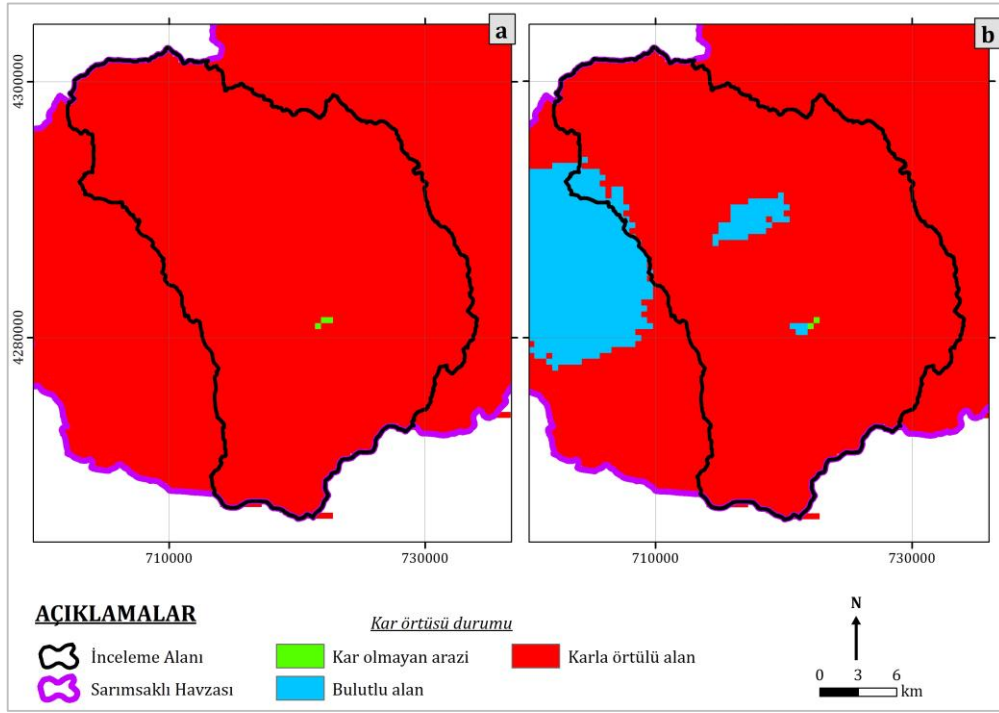 a
b
4300000
4280000
710000
730000
710000
730000
AÇIKLAMALAR
Kar örtüsü durumu
N
İnceleme Alanı
Kar olmayan arazi
Karla örtülü alan
Sarımsaklı Havzası
Bulutlu alan
0 3 6
km